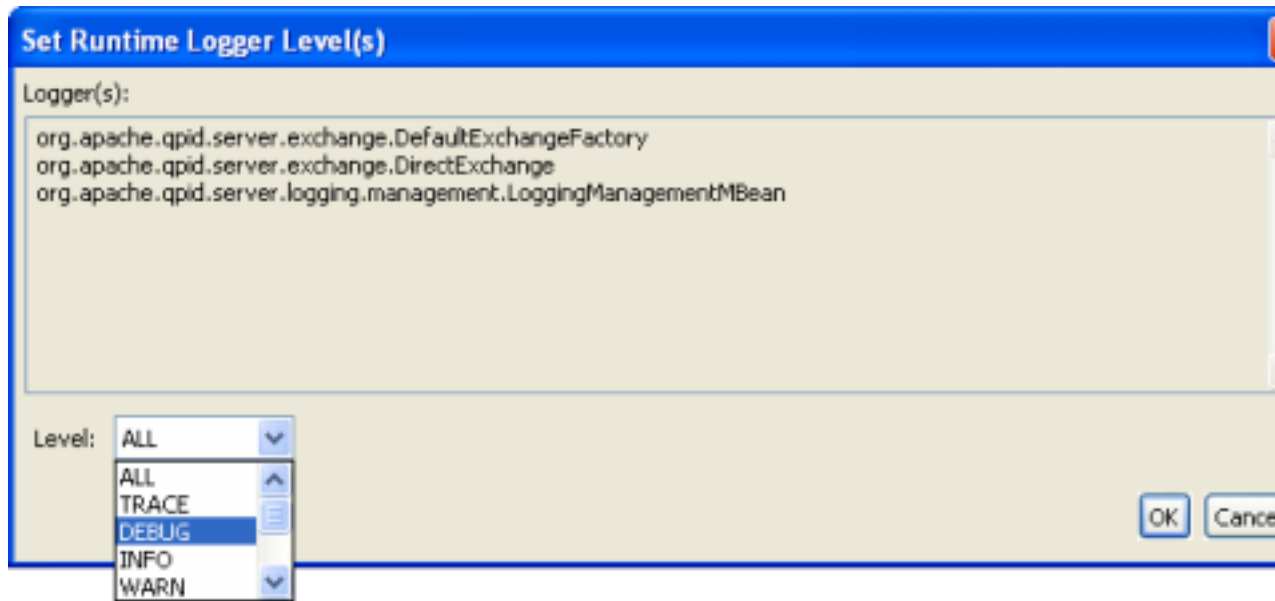 Set Runtime Logger Level(s)
Logger(s):
org.apache.qpid.server.exchange.DefaultExchangeFactory
org.apache.qpid.server.exchange.DirectExchange
org.apache.qpid.server.logging.management.LoggingManagementMBean
Level: ALL
ALL
TRACE
DEBUG
INFO
WARN
OK Cance